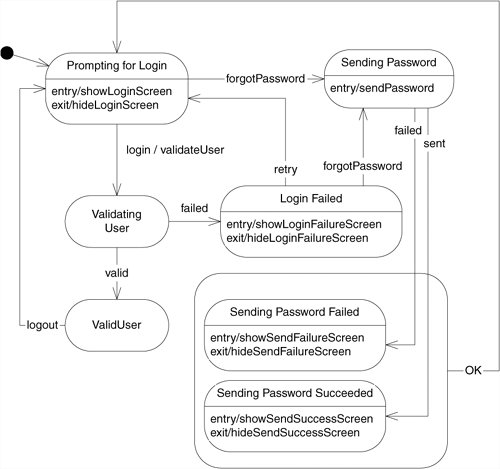 Prompting for Login
entry/showLoginScreen
exit/hideLoginScreen
forgotPassword
Sending Password
entry/sendPassword
failed
sent
login / validateUser
forgotPassword
retry
Validating
User
failed
Login Failed
entry/showLoginFailureScreen
exit/hideLoginFailureScreen
valid
logout
ValidUser
Sending Password Failed
entry/showSendFailureScreen
exit/hideSendFailureScreen
OK
Sending Password Succeeded
entry/showSendSuccessScreen
exit/hideSendSuccessScreen